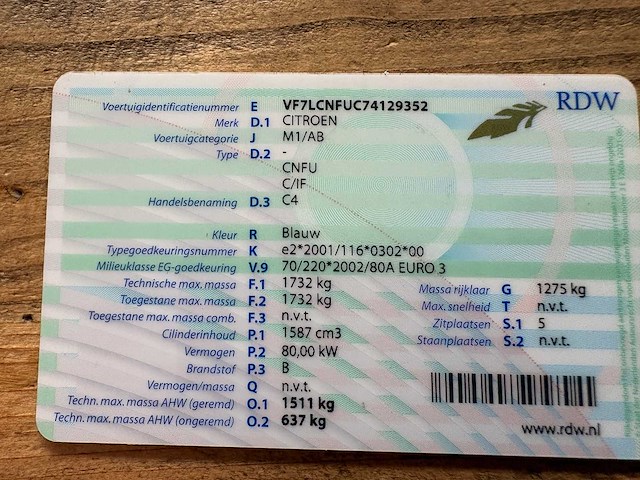 RDW
Voertuigidentificatienummer E VF7LCNFUC74129352
Merk D.1 CITROEN
Voertuigcategorie J M1/AB
Type D.2 -
CNFU
C/IF
Handelsbenaming D.3 C4
Kleur R Blauw
Typegoedkeuringsnummer K e2*2001/116*0302*00
Milieuklasse EG-goedkeuring V.9 70/220*2002/80A EURO 3
Technische max. massa F.1 1732 kg
Toegestane max. massa F.2 1732 kg
Toegestane max. massa comb. F.3 n.v.t.
Cilinderinhoud P.1 1587 cm3
Vermogen P.2 80,00 kW
Brandstof P.3 B
Vermogen/massa Q n.v.t.
Techn. max. massa AHW (geremd) O.1 1511 kg
Techn. max. massa AHW (ongeremd) O.2 637 kg
Massa rijklaar G 1275 kg
Max. snelheid T n.v.t.
Zitplaatsen S.1 5
Staanplaatsen S.2 n.v.t.
www.rdw.nl